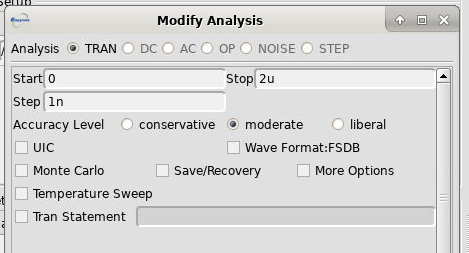 Setup
Modify Analysis
Analysis TRAN DC AC OP NOISE STEP
Start 0 Stop 2u
Step 1n
Accuracy Level conservative moderate liberal
UIC Wave Format:FSDB
Monte Carlo Save/Recovery More Options
Temperature Sweep
Tran Statement